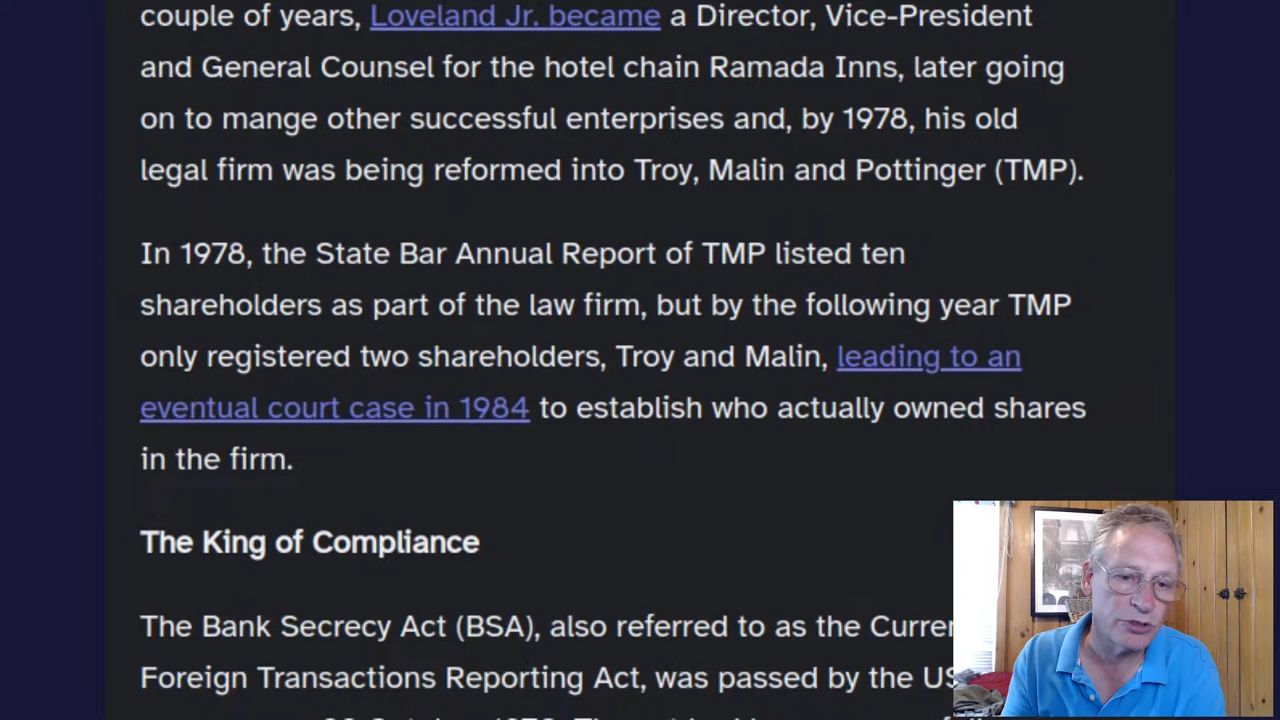 couple of years, Loveland Jr. became a Director, Vice-President
and General Counsel for the hotel chain Ramada Inns, later going
on to mange other successful enterprises and, by 1978, his old
legal firm was being reformed into Troy, Malin and Pottinger (TMP).
In 1978, the State Bar Annual Report of TMP listed ten
shareholders as part of the law firm, but by the following year TMP
only registered two shareholders, Troy and Malin, leading to an
eventual court case in 1984 to establish who actually owned shares
in the firm.
The King of Compliance
The Bank Secrecy Act (BSA), also referred to as the
Foreign Transactions Reporting Act, was passed by the